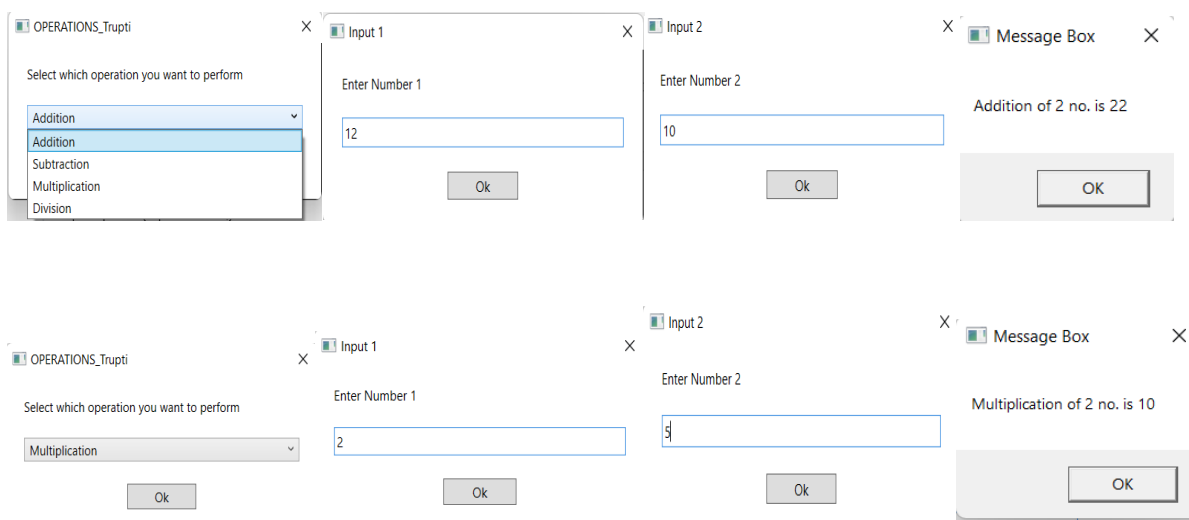 OPERATIONS_Trupti
Select which operation you want to perform
Addition
Addition
Subtraction
Multiplication
Division
Input 1
Enter Number 1
12
Ok
Input 2
Enter Number 2
10
Ok
Message Box
Addition of 2 no. is 22
OK
OPERATIONS_Trupti
Select which operation you want to perform
Multiplication
Ok
Input 1
Enter Number 1
2
Ok
Input 2
Enter Number 2
5
Ok
Message Box
Multiplication of 2 no. is 10
OK